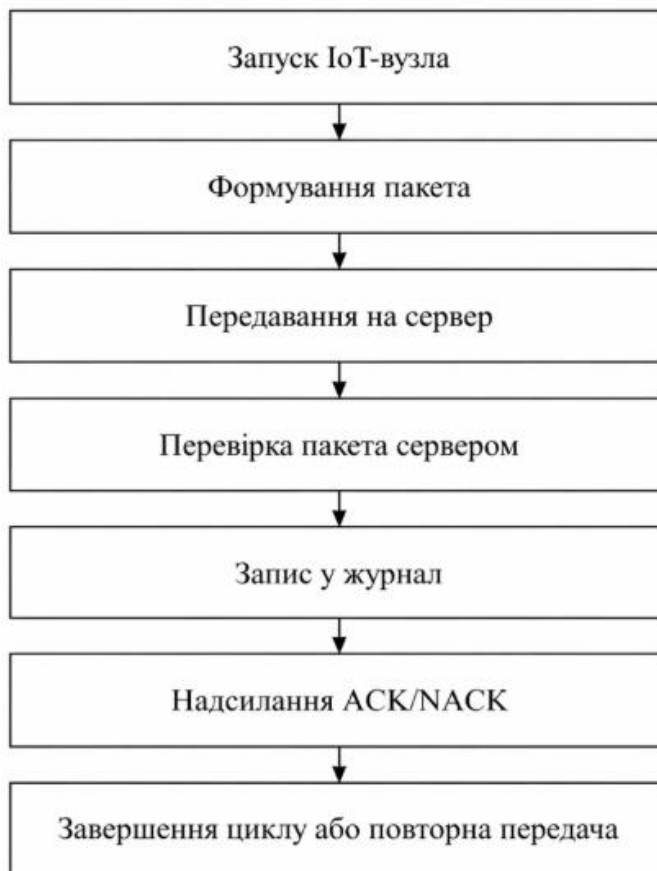 Запуск IoT-вузла
Формування пакета
Передавання на сервер
Перевірка пакета сервером
Запис у журнал
Надсилання ACK/NACK
Завершення циклу або повторна передача